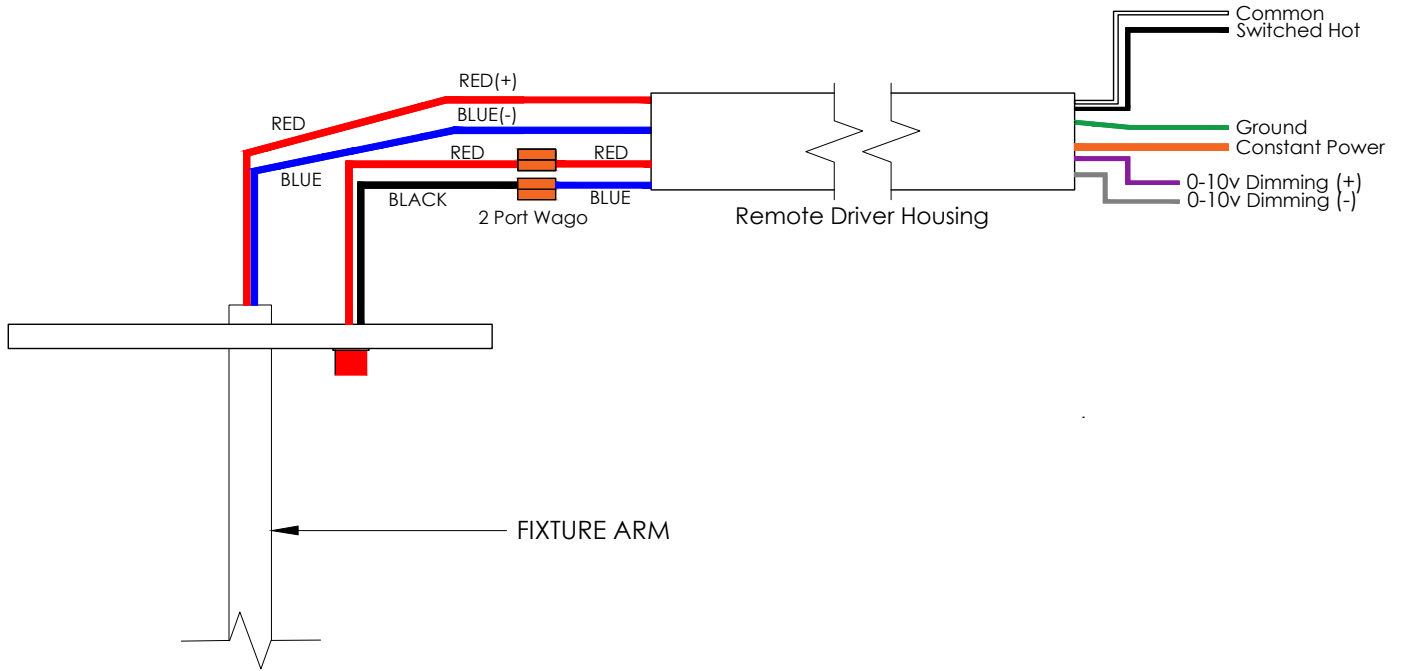 Common
Switched Hot
RED(+)
BLUE(-)
RED
BLUE
RED
RED
BLACK
BLUE
2 Port Wago
Remote Driver Housing
Ground
Constant Power
0-10v Dimming (+)
0-10v Dimming (-)
FIXTURE ARM